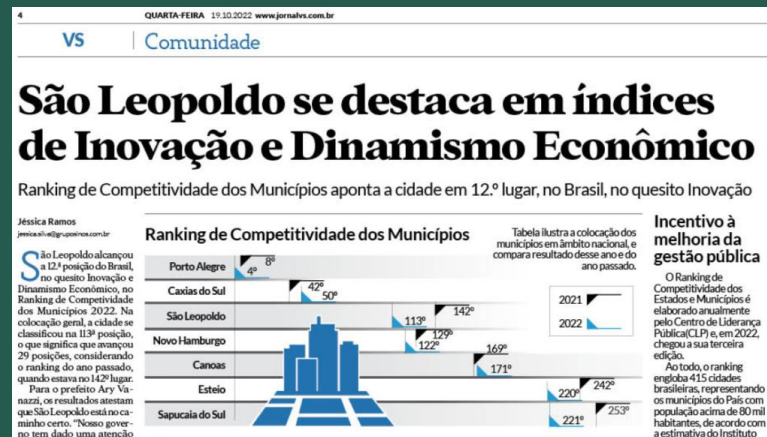 4
QUARTA-FEIRA 19.10.2022 www.jornalvs.com.br
VS
Comunidade
São Leopoldo se destaca em índices
de Inovação e Dinamismo Econômico
Ranking de Competitividade dos Municípios aponta a cidade em 12.º lugar, no Brasil, no quesito Inovação
Jéssica Ramos
jessica.silva@gruposinos.com.br
São Leopoldo alcançou
a 12.ª posição do Brasil,
no quesito Inovação e
Dinamismo Econômico, no
Ranking de Competividade
dos Municípios 2022. Na
colocação geral, a cidade se
classificou na 113ª posição,
o que significa que avançou
29 posições, considerando
o ranking do ano passado,
quando estava no 142º lugar.
Para o prefeito Ary Va-
nazzi, os resultados atestam
que São Leopoldo está no ca-
minho certo. "Nosso gover-
no tem dado uma atenção
Ranking de Competividade dos Municípios
Tabela ilustra a colocação dos
municípios em âmbito nacional, e
compara resultado desse ano e do
ano passado.
Porto Alegre
8º
4º
Caxias do Sul
42º
50º
São Leopoldo
142º
113º
Novo Hamburgo
129º
122º
Canoas
169º
171º
Esteio
242º
220º
Sapucaia do Sul
253º
221º
2021
2022
Incentivo à
melhoria da
gestão pública
O Ranking de
Competividade dos
Estados e Municípios é
elaborado anualmente
pelo Centro de Liderança
Pública(CLP) e, em 2022,
chegou a sua terceira
edição.
Ao todo, o ranking
engloba 415 cidades
brasileiras, representando
os municípios do País com
população acima de 80 mil
habitantes, de acordo com
a estimativa do Instituto